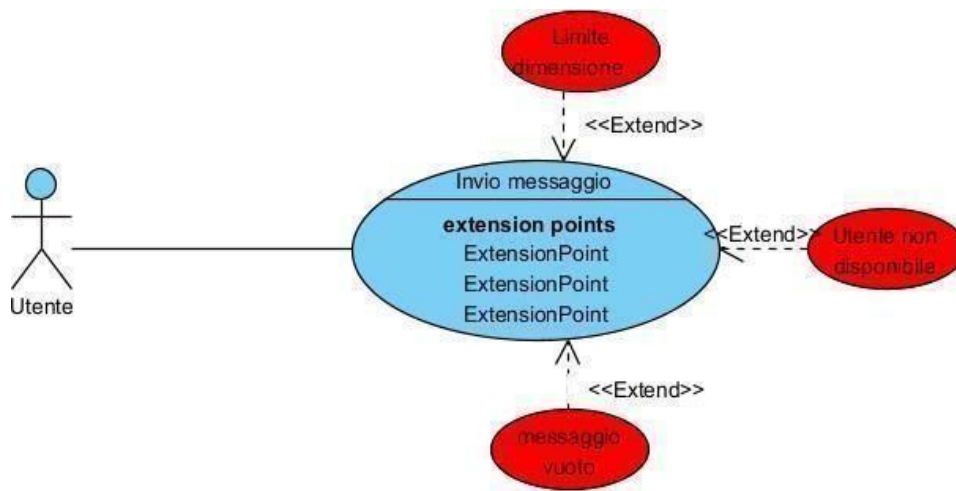 Limite
dimensione
<<Extend>>
Invio messaggio
extension points
ExtensionPoint
ExtensionPoint
ExtensionPoint
<<Extend>>
Utente non
disponibile
Utente
<<Extend>>
messaggio
vuoto